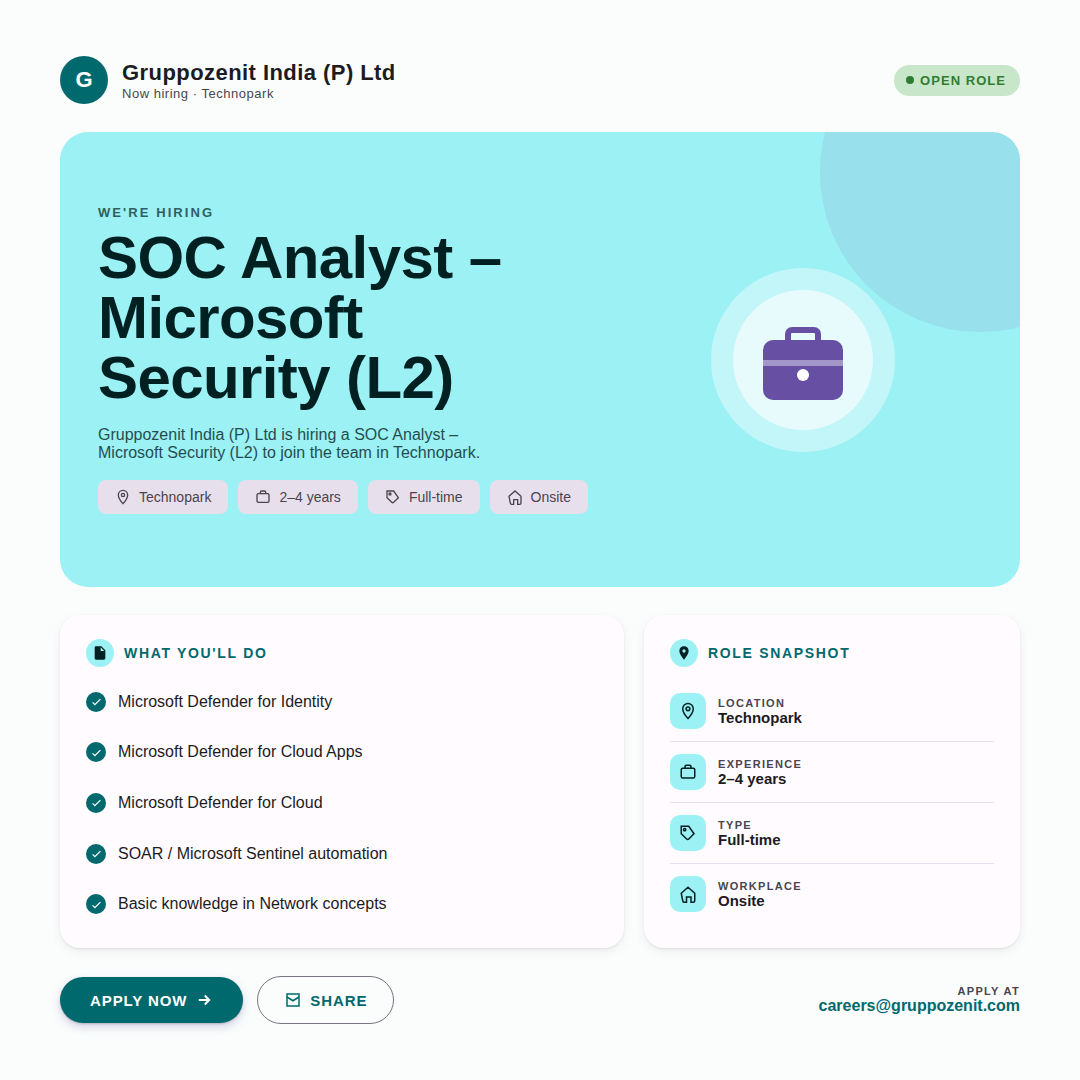 G
Gruppozenit India (P) Ltd
Now hiring · Technopark
OPEN ROLE
WE'RE HIRING
SOC Analyst –
Microsoft
Security (L2)
Gruppozenit India (P) Ltd is hiring a SOC Analyst –
Microsoft Security (L2) to join the team in Technopark.
Technopark
2–4 years
Full-time
Onsite
WHAT YOU'LL DO
Microsoft Defender for Identity
Microsoft Defender for Cloud Apps
Microsoft Defender for Cloud
SOAR / Microsoft Sentinel automation
Basic knowledge in Network concepts
ROLE SNAPSHOT
LOCATION
Technopark
EXPERIENCE
2–4 years
TYPE
Full-time
WORKPLACE
Onsite
APPLY NOW
SHARE
APPLY AT
careers@gruppozenit.com